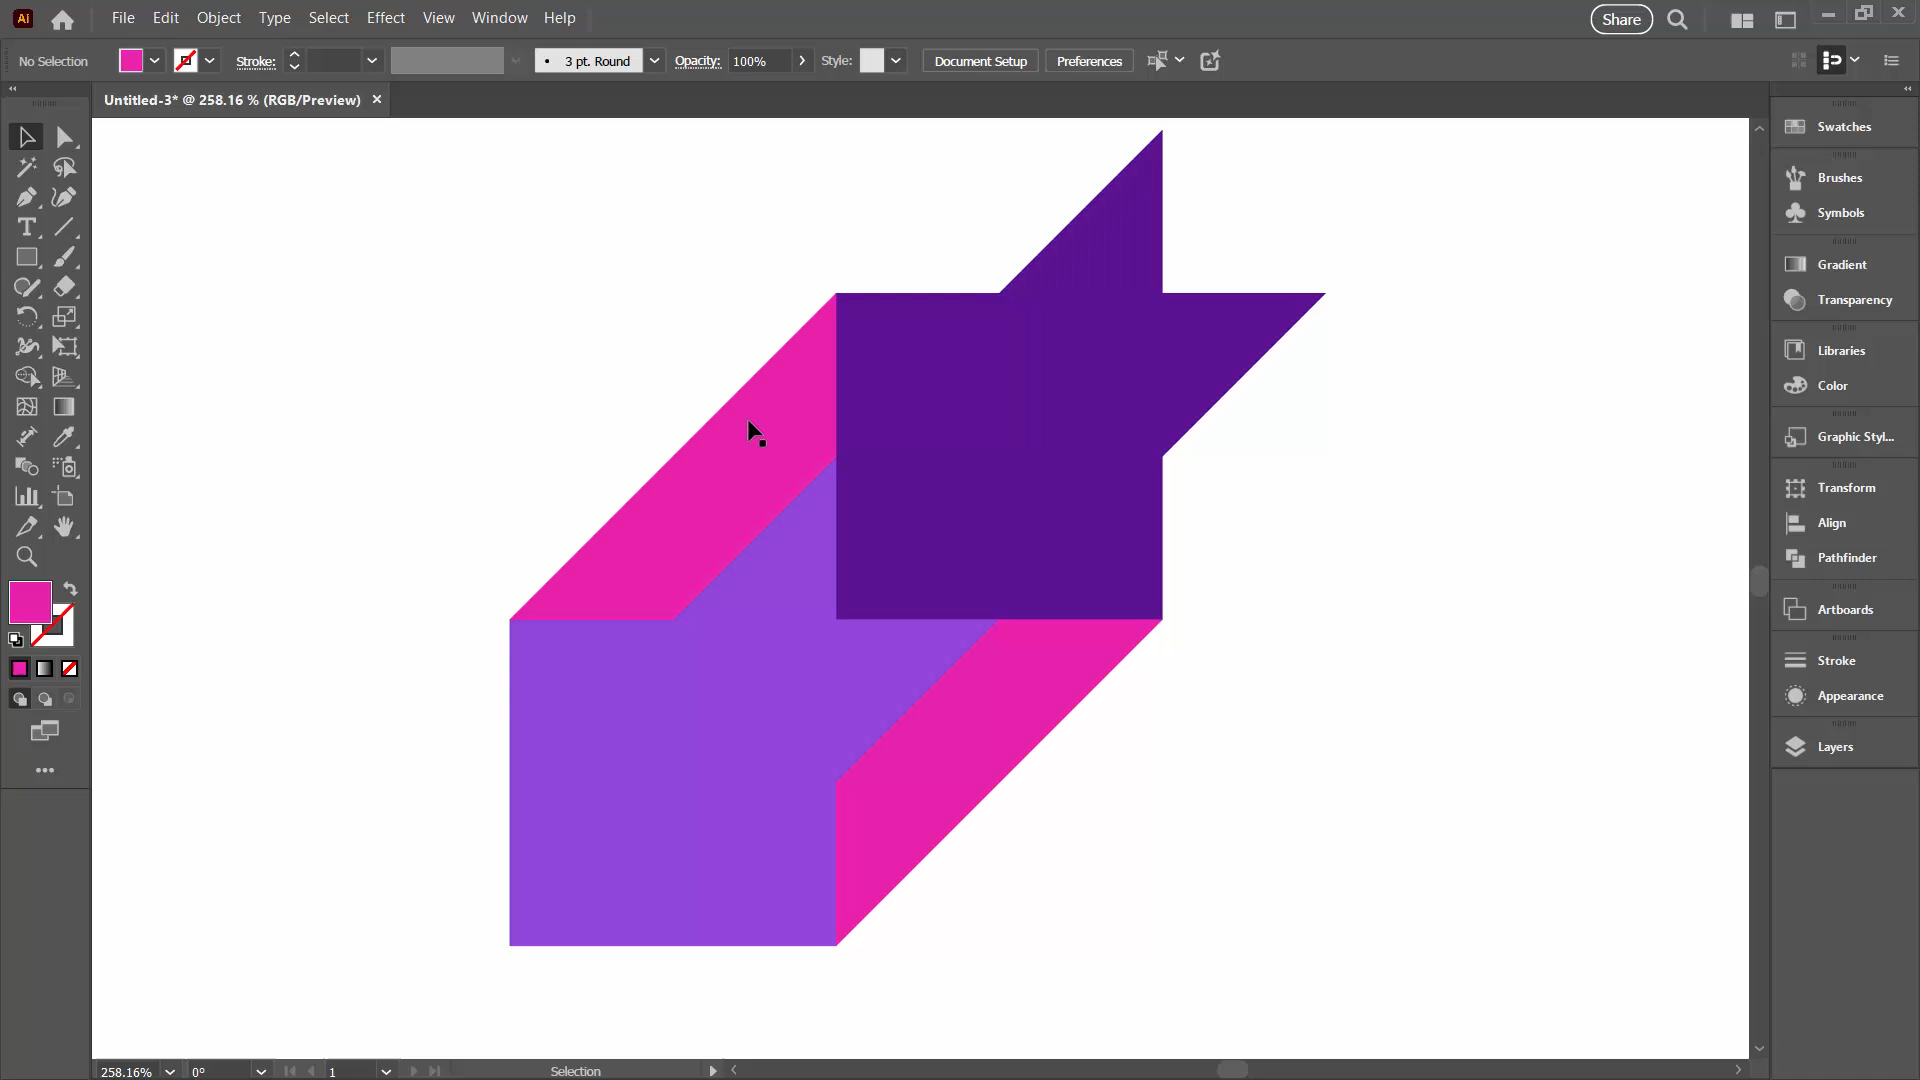 Ai File Edit Object Type Select Effect View Window Help Share
No Selection Stroke: 3 pt. Round Opacity: 100% Style: Document Setup Preferences
Untitled-3* @ 258.16 % (RGB/Preview)
Swatches
Brushes
Symbols
Gradient
Transparency
Libraries
Color
Graphic Styl...
Transform
Align
Pathfinder
Artboards
Stroke
Appearance
Layers
258.16% 0° 1 Selection